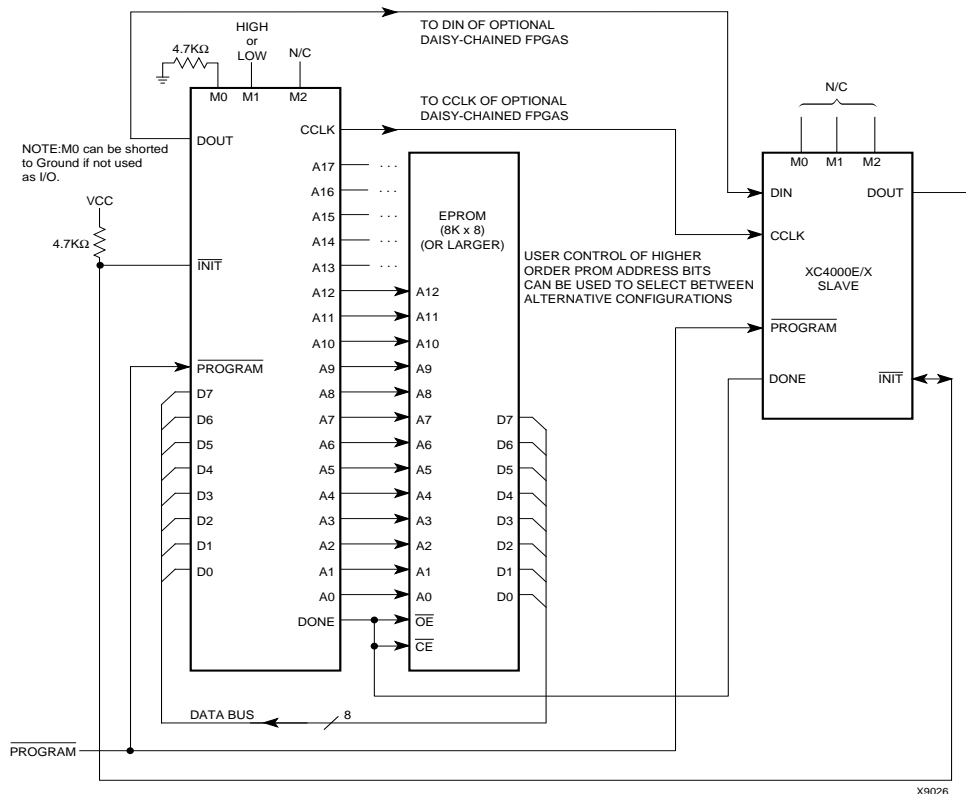 HIGH
or
LOW
4.7KΩ
N/C
M0 M1 M2
TO DIN OF OPTIONAL
DAISY-CHAINED FPGAS
TO CCLK OF OPTIONAL
DAISY-CHAINED FPGAS
N/C
M0 M1 M2
NOTE:M0 can be shorted
to Ground if not used
as I/O.
VCC
4.7KΩ
DOUT
INIT
PROGRAM
D7
D6
D5
D4
D3
D2
D1
D0
CCLK
A17 ...
A16 ...
A15 ...
A14 ...
A13 ...
A12
A11
A10
A9
A8
A7
A6
A5
A4
A3
A2
A1
A0
DONE
EPROM
(8K x 8)
(OR LARGER)
A12
A11
A10
A9
A8
A7
A6
A5
A4
A3
A2
A1
A0
OE
CE
D7
D6
D5
D4
D3
D2
D1
D0
USER CONTROL OF HIGHER
ORDER PROM ADDRESS BITS
CAN BE USED TO SELECT BETWEEN
ALTERNATIVE CONFIGURATIONS
DIN DOUT
CCLK
XC4000E/X
SLAVE
PROGRAM
DONE INIT
DATA BUS 8
PROGRAM
X9026